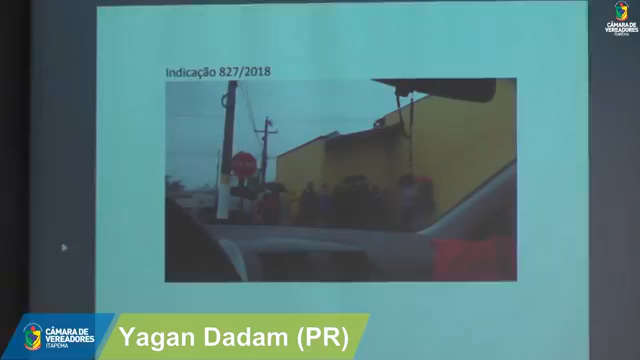 CÂMARA DE
VEREADORES
ITAPEMA
Indicação 827/2018
CÂMARA DE
VEREADORES
ITAPEMA
Yagan Dadam (PR)